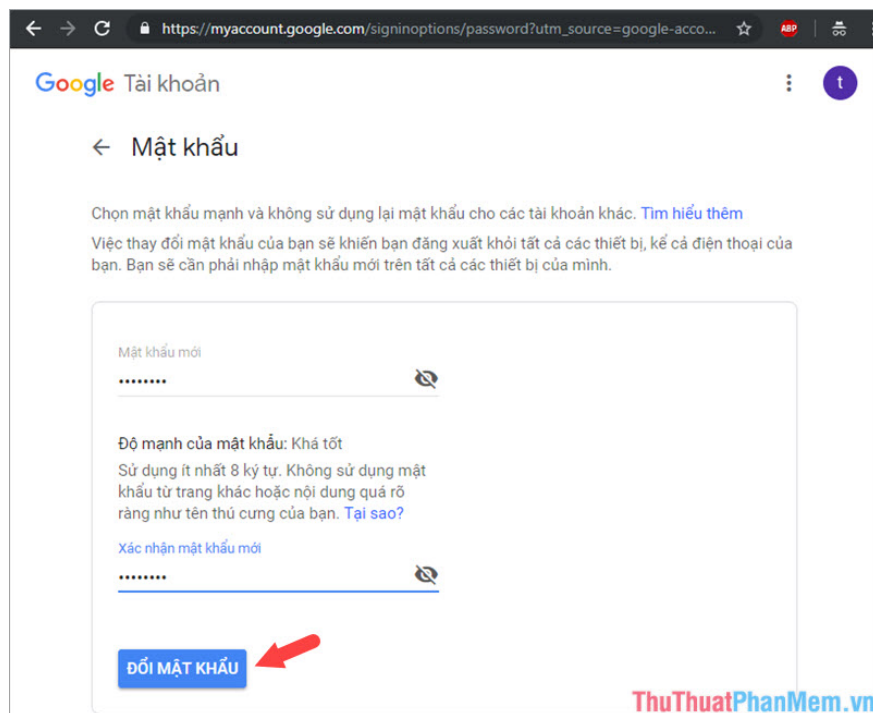 https://myaccount.google.com/signinoptions/password?utm_source=google-acco...
ABP
Google Tài khoản
t
Mật khẩu
Chọn mật khẩu mạnh và không sử dụng lại mật khẩu cho các tài khoản khác. Tìm hiểu thêm
Việc thay đổi mật khẩu của bạn sẽ khiến bạn đăng xuất khỏi tất cả các thiết bị, kể cả điện thoại của
bạn. Bạn sẽ cần phải nhập mật khẩu mới trên tất cả các thiết bị của mình.
Mật khẩu mới
••••••••
Độ mạnh của mật khẩu: Khá tốt
Sử dụng ít nhất 8 ký tự. Không sử dụng mật
khẩu từ trang khác hoặc nội dung quá rõ
ràng như tên thú cưng của bạn. Tại sao?
Xác nhận mật khẩu mới
••••••••
ĐỔI MẬT KHẨU
ThuThuatPhanMem.vn